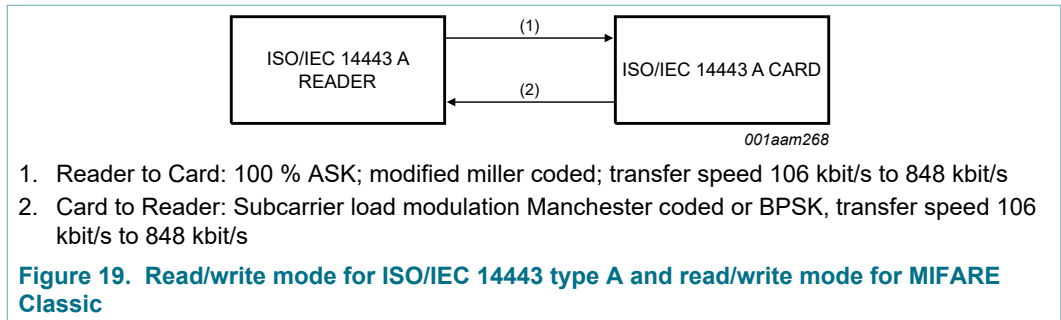 (1)
ISO/IEC 14443 A
READER
ISO/IEC 14443 A CARD
(2)
001aam268
1. Reader to Card: 100 % ASK; modified miller coded; transfer speed 106 kbit/s to 848 kbit/s
2. Card to Reader: Subcarrier load modulation Manchester coded or BPSK, transfer speed 106
kbit/s to 848 kbit/s
Figure 19. Read/write mode for ISO/IEC 14443 type A and read/write mode for MIFARE
Classic